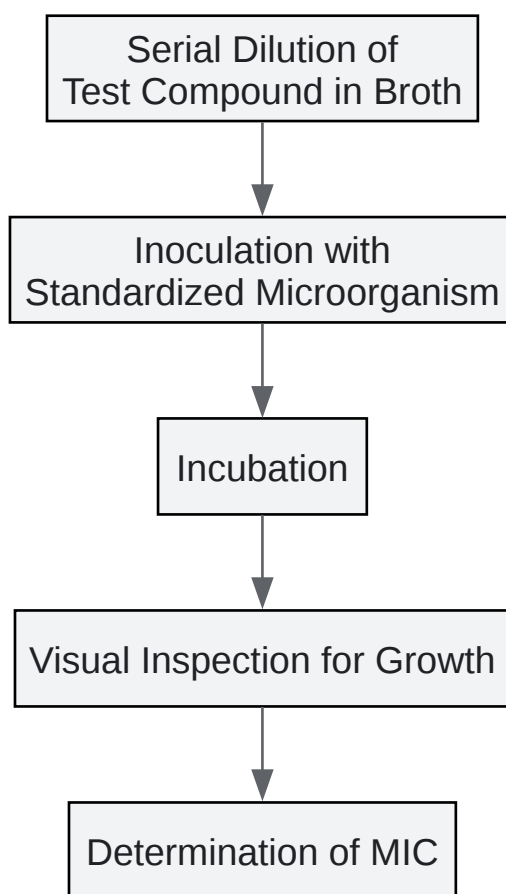 Serial Dilution of
Test Compound in Broth
Inoculation with
Standardized Microorganism
Incubation
Visual Inspection for Growth
Determination of MIC